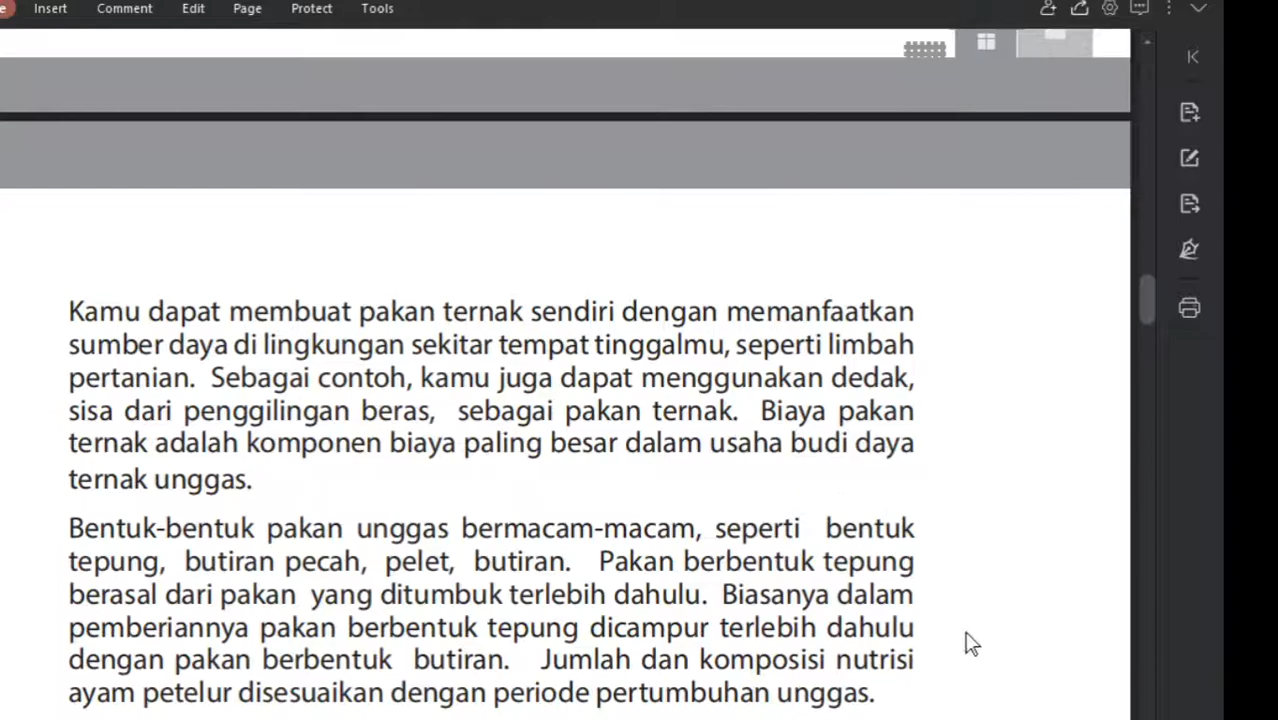 Insert Comment Edit Page Protect Tools
Kamu dapat membuat pakan ternak sendiri dengan memanfaatkan
sumber daya di lingkungan sekitar tempat tinggalmu, seperti limbah
pertanian. Sebagai contoh, kamu juga dapat menggunakan dedak,
sisa dari penggilingan beras, sebagai pakan ternak. Biaya pakan
ternak adalah komponen biaya paling besar dalam usaha budi daya
ternak unggas.
Bentuk-bentuk pakan unggas bermacam-macam, seperti bentuk
tepung, butiran pecah, pelet, butiran. Pakan berbentuk tepung
berasal dari pakan yang ditumbuk terlebih dahulu. Biasanya dalam
pemberiannya pakan berbentuk tepung dicampur terlebih dahulu
dengan pakan berbentuk butiran. Jumlah dan komposisi nutrisi
ayam petelur disesuaikan dengan periode pertumbuhan unggas.